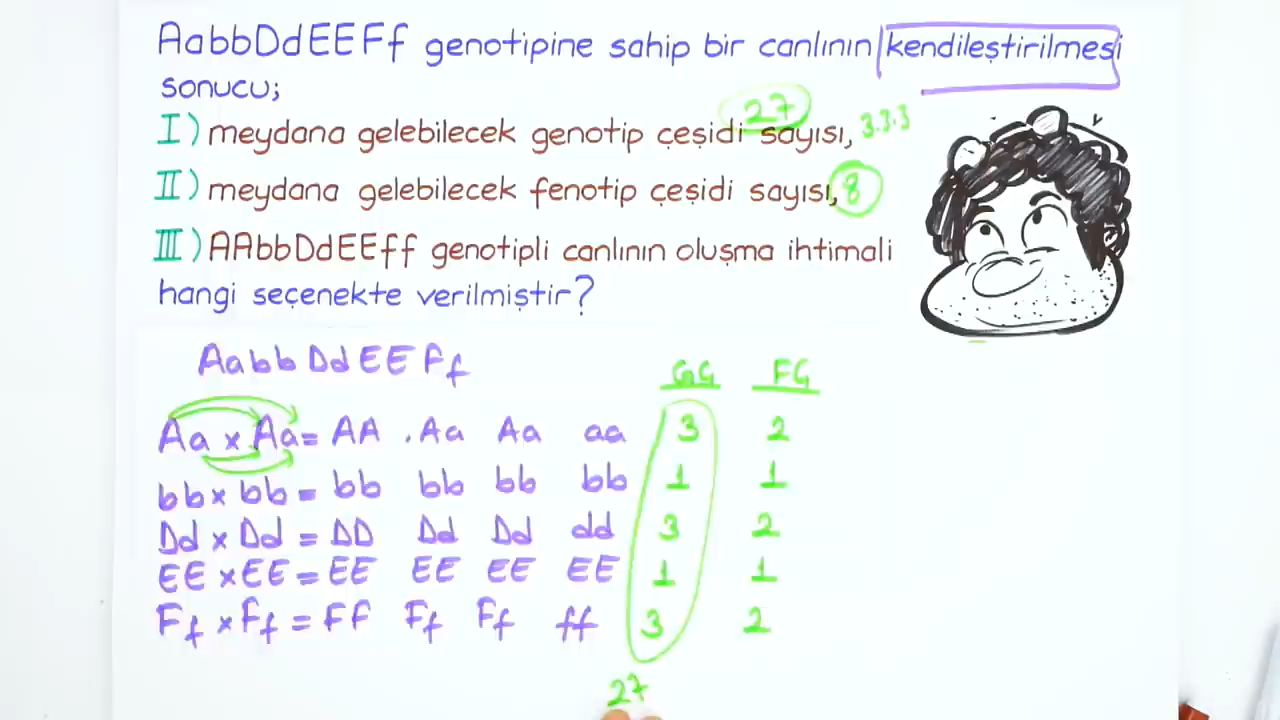 AabbDdEEFf genotipine sahip bir canlının kendileştirilmesi
sonucu;
27
I) meydana gelebilecek genotip çeşidi sayısı, 3.3.3
II) meydana gelebilecek fenotip çeşidi sayısı, 8
III) AAbbDdEEff genotipli canlının oluşma ihtimali
hangi seçenekte verilmiştir?
AabbDdEEFf
GÇ FÇ
Aa x Aa = AA . Aa Aa aa 3 2
bb x bb = bb bb bb bb 1 1
Dd x Dd = DD Dd Dd dd 3 2
EE x EE = EE EE EE EE 1 1
Ff x Ff = FF Ff Ff ff 3 2
27